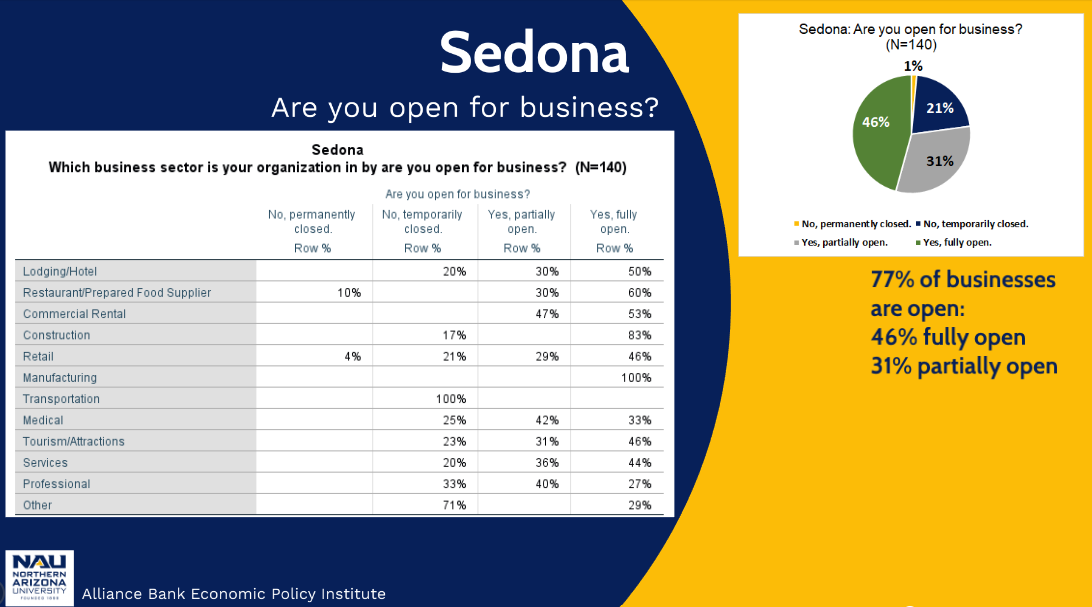 Sedona
Are you open for business?
Sedona
Which business sector is your organization in by are you open for business? (N=140)
Are you open for business?
No, permanently closed. No, temporarily closed. Yes, partially open. Yes, fully open.
Row % Row % Row % Row %
Lodging/Hotel 20% 30% 50%
Restaurant/Prepared Food Supplier 10% 30% 60%
Commercial Rental 47% 53%
Construction 17% 83%
Retail 4% 21% 29% 46%
Manufacturing 100%
Transportation 100%
Medical 25% 42% 33%
Tourism/Attractions 23% 31% 46%
Services 20% 36% 44%
Professional 33% 40% 27%
Other 71% 29%
Sedona: Are you open for business?
(N=140)
1%
21%
46%
31%
No, permanently closed. No, temporarily closed.
Yes, partially open. Yes, fully open.
77% of businesses
are open:
46% fully open
31% partially open
NAU
NORTHERN
ARIZONA
UNIVERSITY
FOUNDED 1899
Alliance Bank Economic Policy Institute